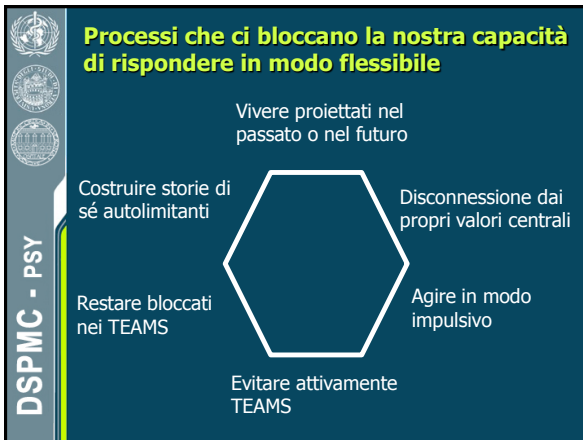 Processi che ci bloccano la nostra capacità
di rispondere in modo flessibile
Vivere proiettati nel
passato o nel futuro
Costruire storie di
sé autolimitanti
Disconnessione dai
propri valori centrali
Restare bloccati
nei TEAMS
Agire in modo
impulsivo
Evitare attivamente
TEAMS
DSPMC - PSY